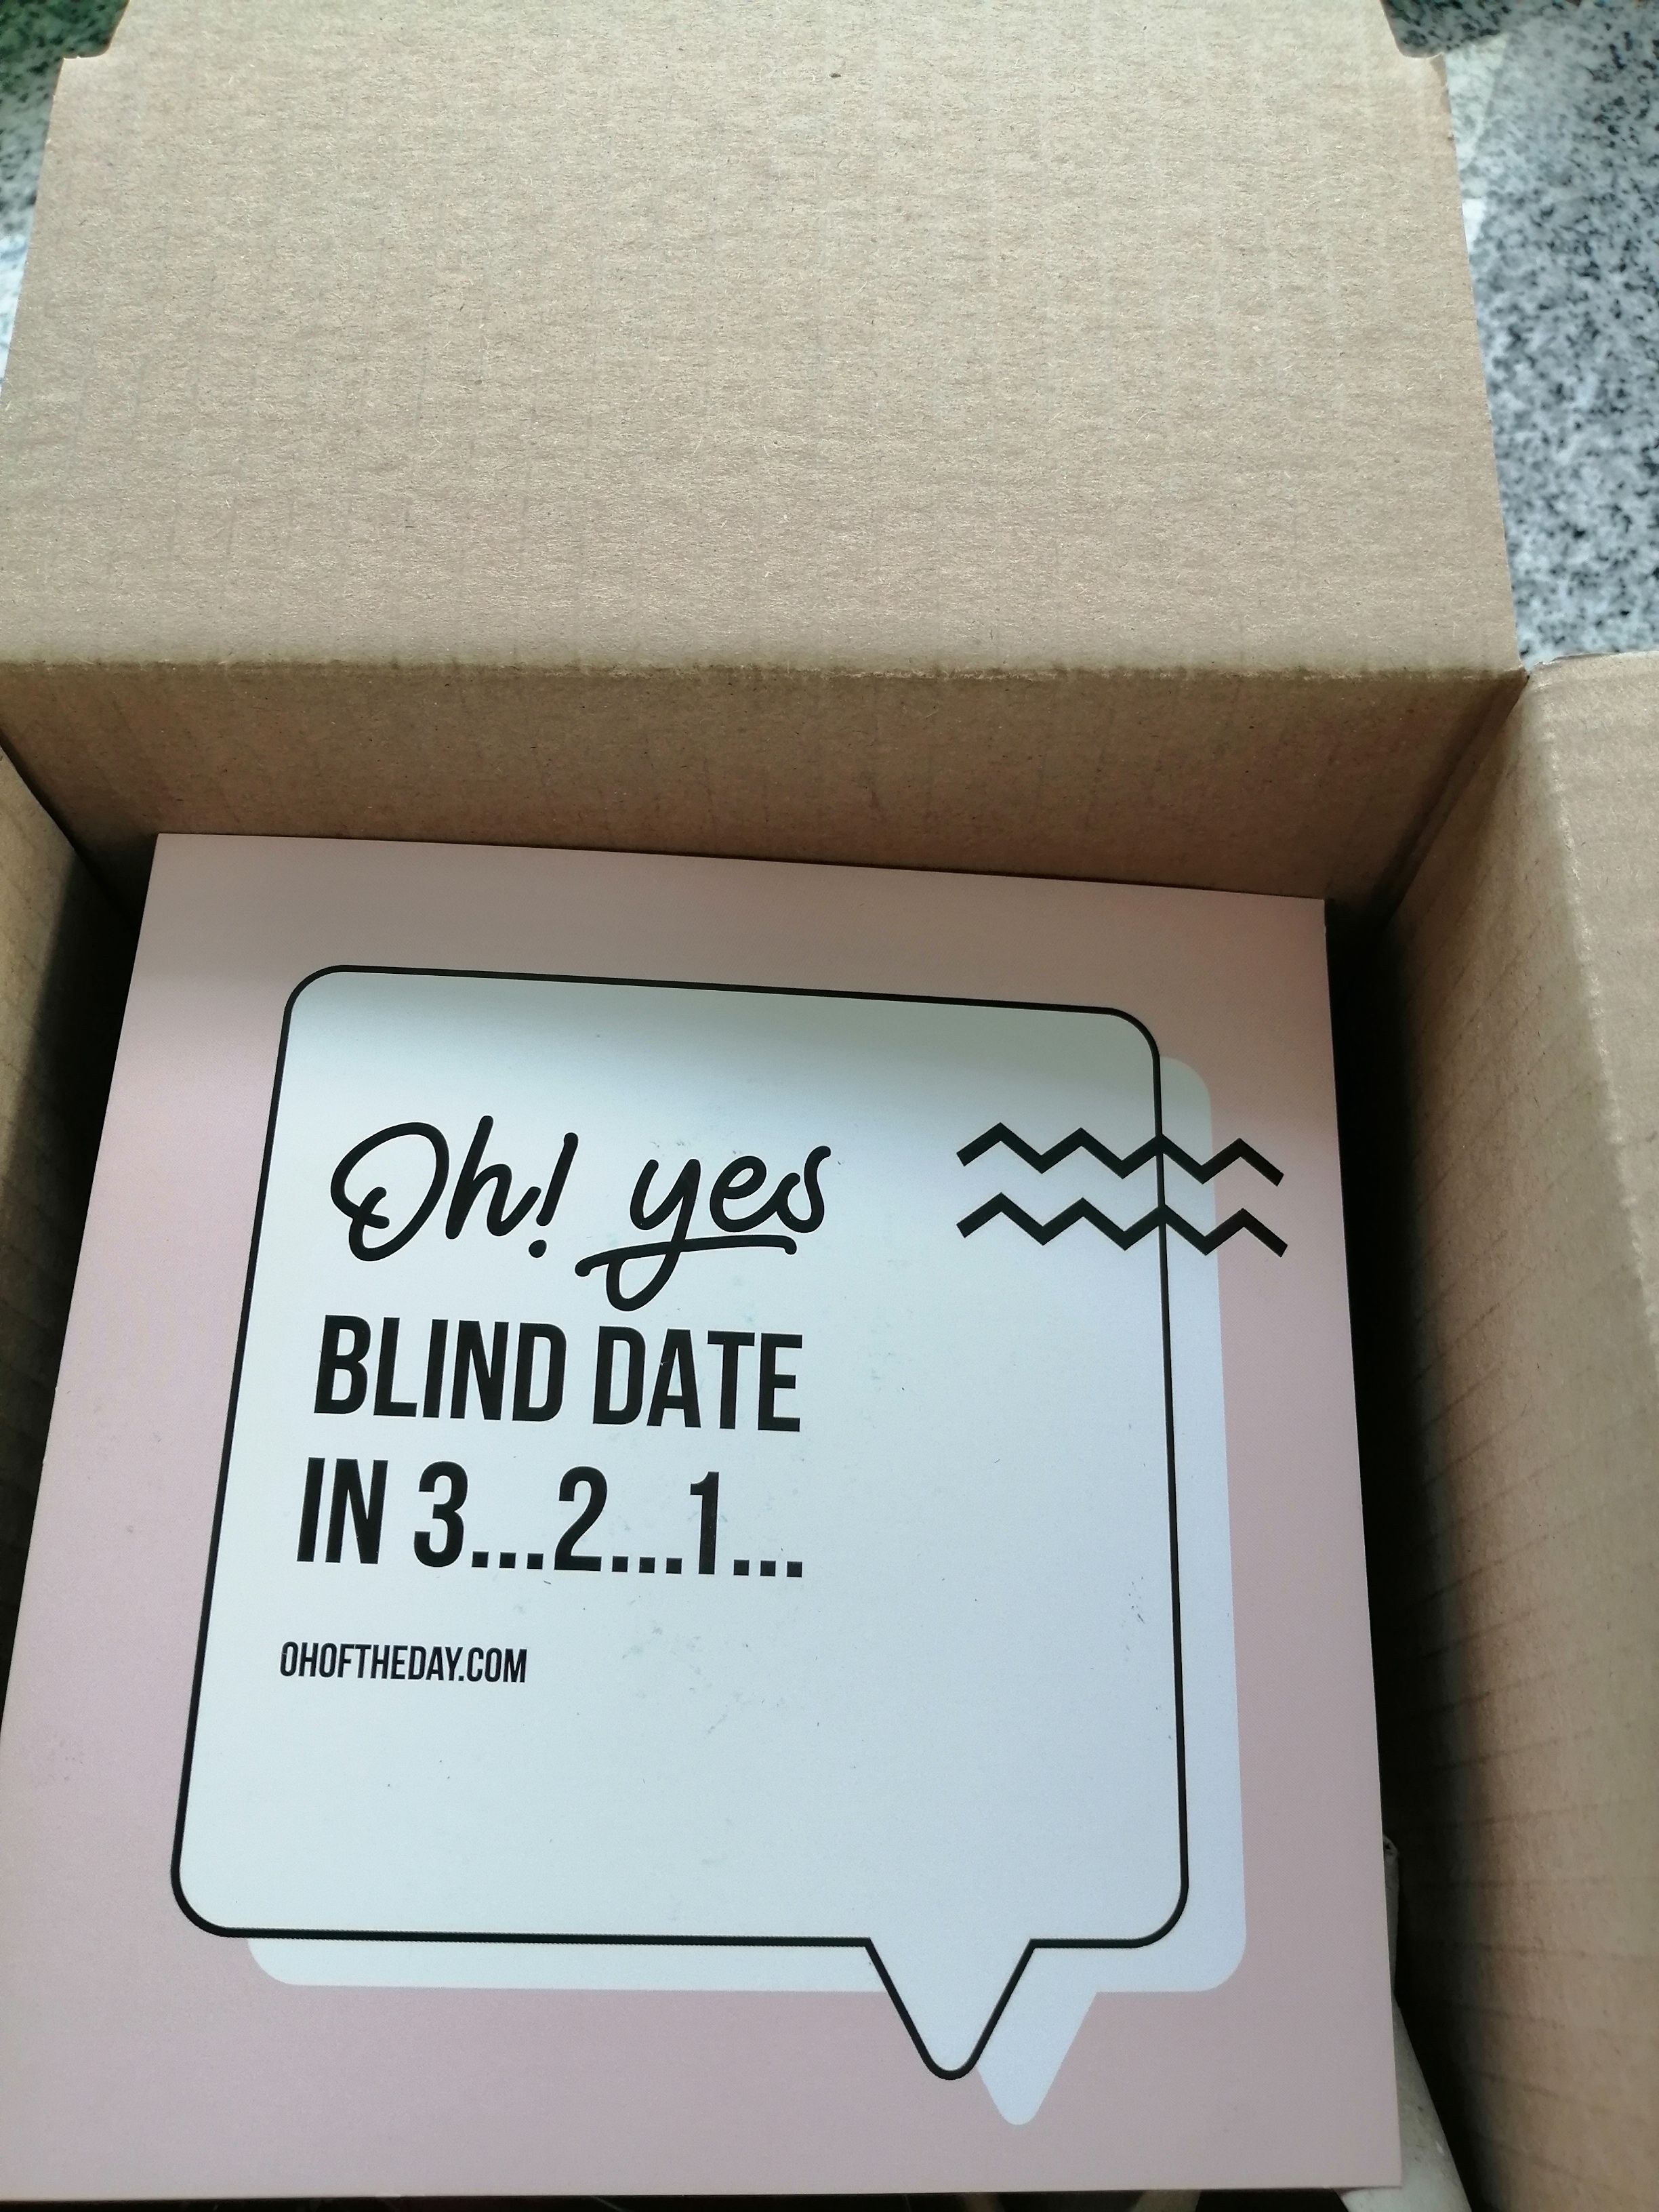 Oh! yes
BLIND DATE
IN 3...2...1...
OHOFTHEDAY.COM